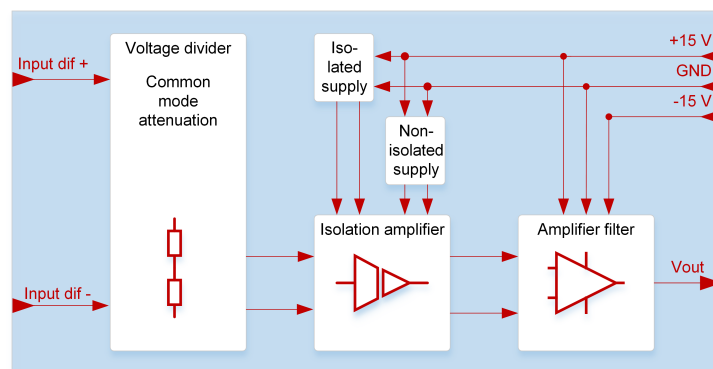 Input dif +
Voltage divider
Common
mode
attenuation
Iso-
lated
supply
+15 V
GND
-15 V
Non-
isolated
supply
Isolation amplifier
Amplifier filter
Input dif -
Vout